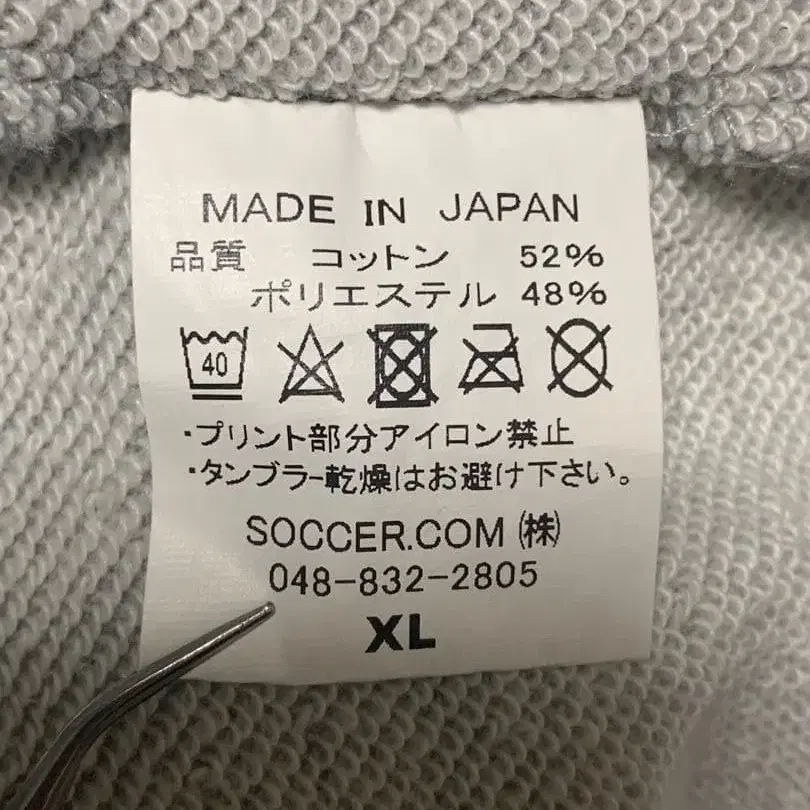 MADE IN JAPAN
品質 コットン 52%
ポリエステル 48%
40
・プリント部分アイロン禁止
・タンブラー乾燥はお避け下さい。
SOCCER.COM ㈱
048-832-2805
XL